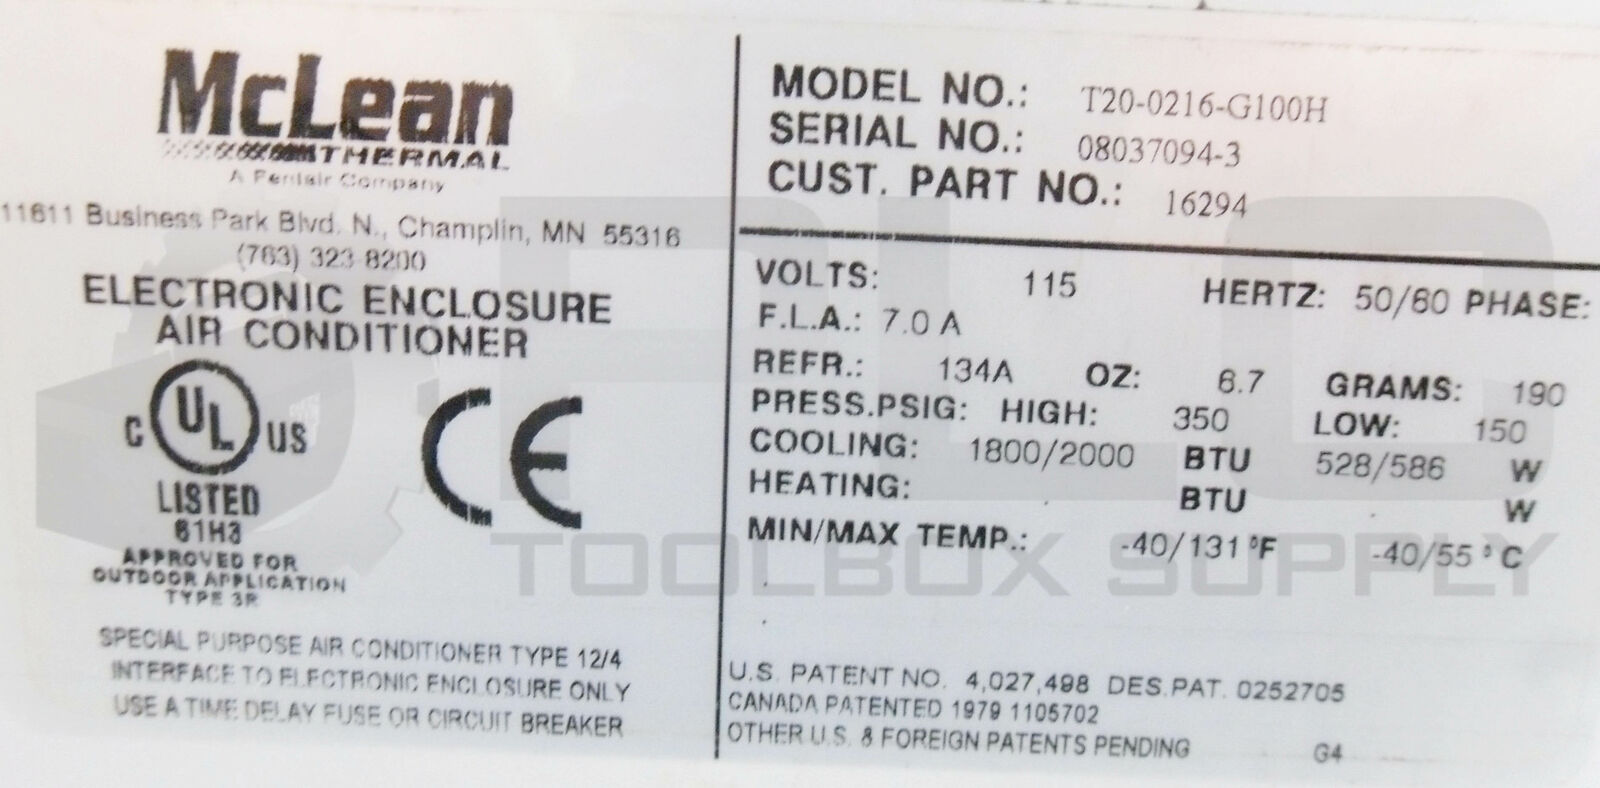 McLean
THERMAL
A Pentair Company
11611 Business Park Blvd. N., Champlin, MN 55316
(763) 323-8200
ELECTRONIC ENCLOSURE
AIR CONDITIONER
C UL US
LISTED
61H3
APPROVED FOR
OUTDOOR APPLICATION
TYPE 3R
CE
SPECIAL PURPOSE AIR CONDITIONER TYPE 12/4
INTERFACE TO ELECTRONIC ENCLOSURE ONLY
USE A TIME DELAY FUSE OR CIRCUIT BREAKER
MODEL NO.: T20-0216-G100H
SERIAL NO.: 08037094-3
CUST. PART NO.: 16294
VOLTS: 115 HERTZ: 50/60 PHASE:
F.L.A.: 7.0 A
REFR.: 134A OZ: 6.7 GRAMS: 190
PRESS.PSIG: HIGH: 350 LOW: 150
COOLING: 1800/2000 BTU 528/586 W
HEATING: BTU W
MIN/MAX TEMP.: -40/131 °F -40/55 °C
U.S. PATENT NO. 4,027,498 DES.PAT. 0252705
CANADA PATENTED 1979 1105702
OTHER U.S. & FOREIGN PATENTS PENDING G4
PLC
TOOLBOX SUPPLY